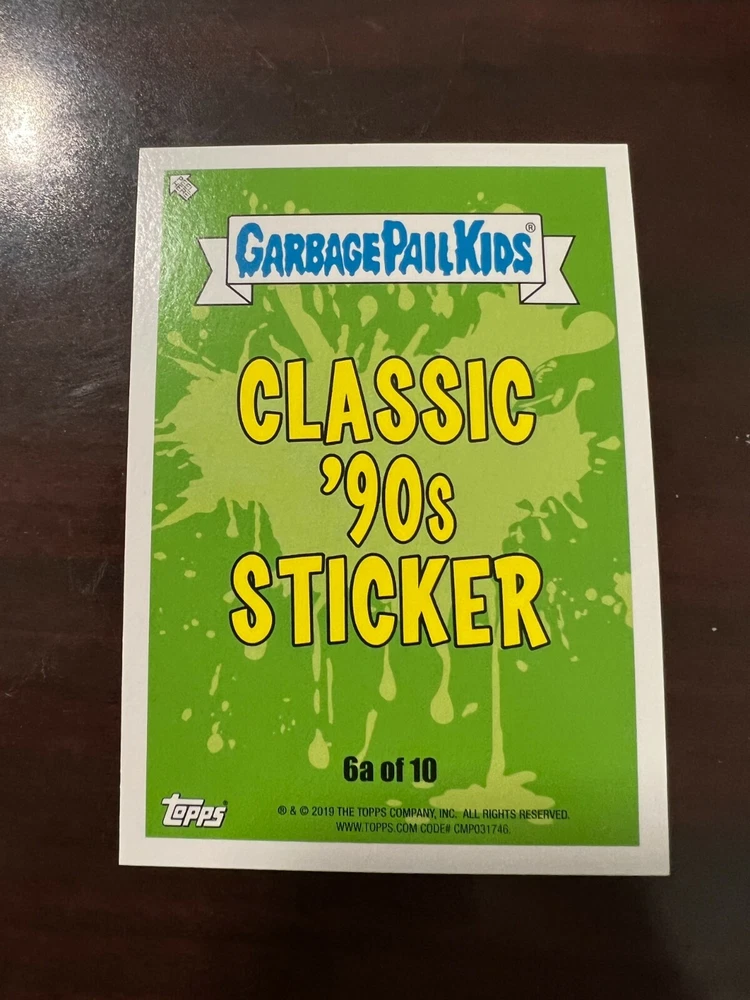 GARBAGE PAIL KIDS®
CLASSIC
'90s
STICKER
6a of 10
topps®
® & © 2019 THE TOPPS COMPANY, INC. ALL RIGHTS RESERVED.
WWW.TOPPS.COM CODE# CMP031746.